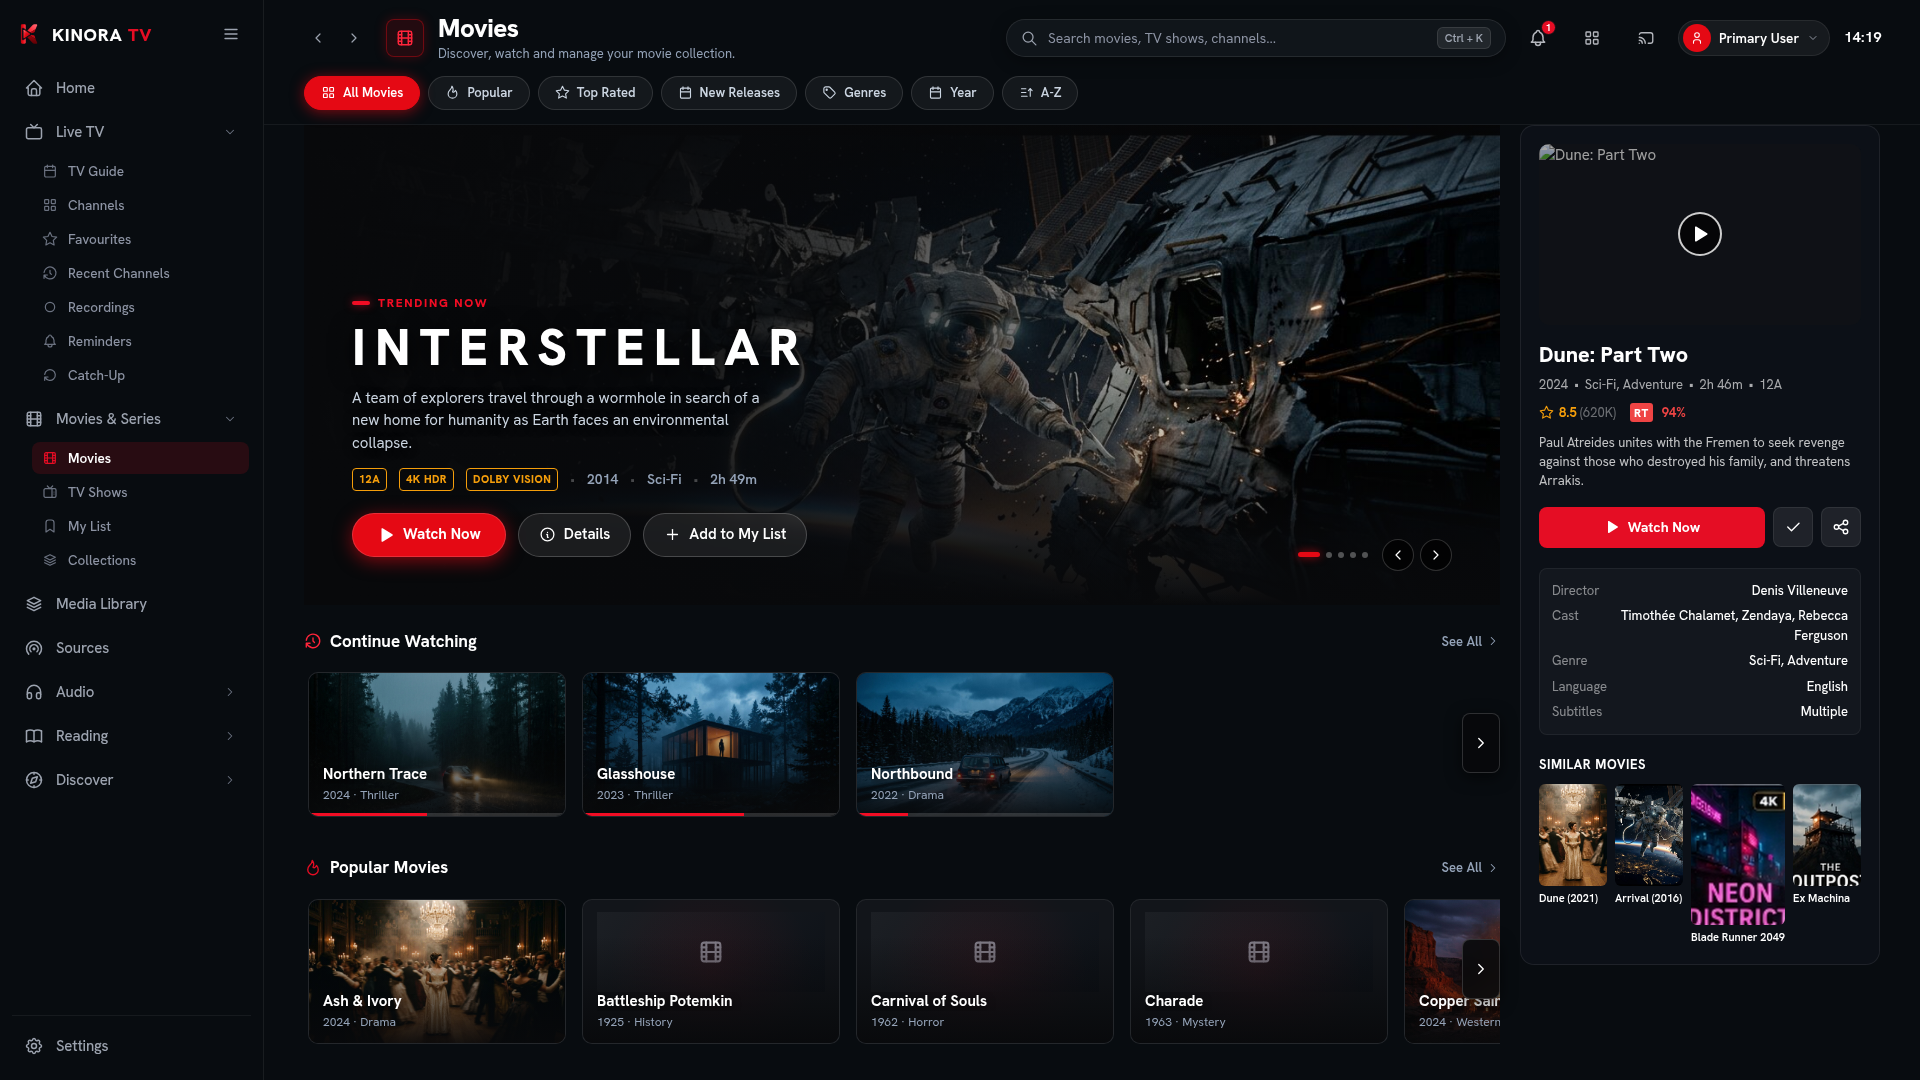 KINORA TV
Home
Live TV
TV Guide
Channels
Favourites
Recent Channels
Recordings
Reminders
Catch-Up
Movies & Series
Movies
TV Shows
My List
Collections
Media Library
Sources
Audio
Reading
Discover
Settings
Movies
Discover, watch and manage your movie collection.
Search movies, TV shows, channels...
Ctrl + K
1
Primary User
14:19
All Movies
Popular
Top Rated
New Releases
Genres
Year
A-Z
TRENDING NOW
INTERSTELLAR
A team of explorers travel through a wormhole in search of a
new home for humanity as Earth faces an environmental
collapse.
12A 4K HDR DOLBY VISION • 2014 • Sci-Fi • 2h 49m
Watch Now
Details
Add to My List
Continue Watching
See All
Northern Trace
2024 · Thriller
Glasshouse
2023 · Thriller
Northbound
2022 · Drama
Popular Movies
See All
Ash & Ivory
2024 · Drama
Battleship Potemkin
1925 · History
Carnival of Souls
1962 · Horror
Charade
1963 · Mystery
Copper
2024 · Western
Dune: Part Two
Dune: Part Two
2024 • Sci-Fi, Adventure • 2h 46m • 12A
8.5 (620K) RT 94%
Paul Atreides unites with the Fremen to seek revenge
against those who destroyed his family, and threatens
Arrakis.
Watch Now
Director Denis Villeneuve
Cast Timothée Chalamet, Zendaya, Rebecca
Ferguson
Genre Sci-Fi, Adventure
Language English
Subtitles Multiple
SIMILAR MOVIES
4K
NEON
DISTRICT
THE
OUTPOST
Dune (2021)
Arrival (2016)
Blade Runner 2049
Ex Machina